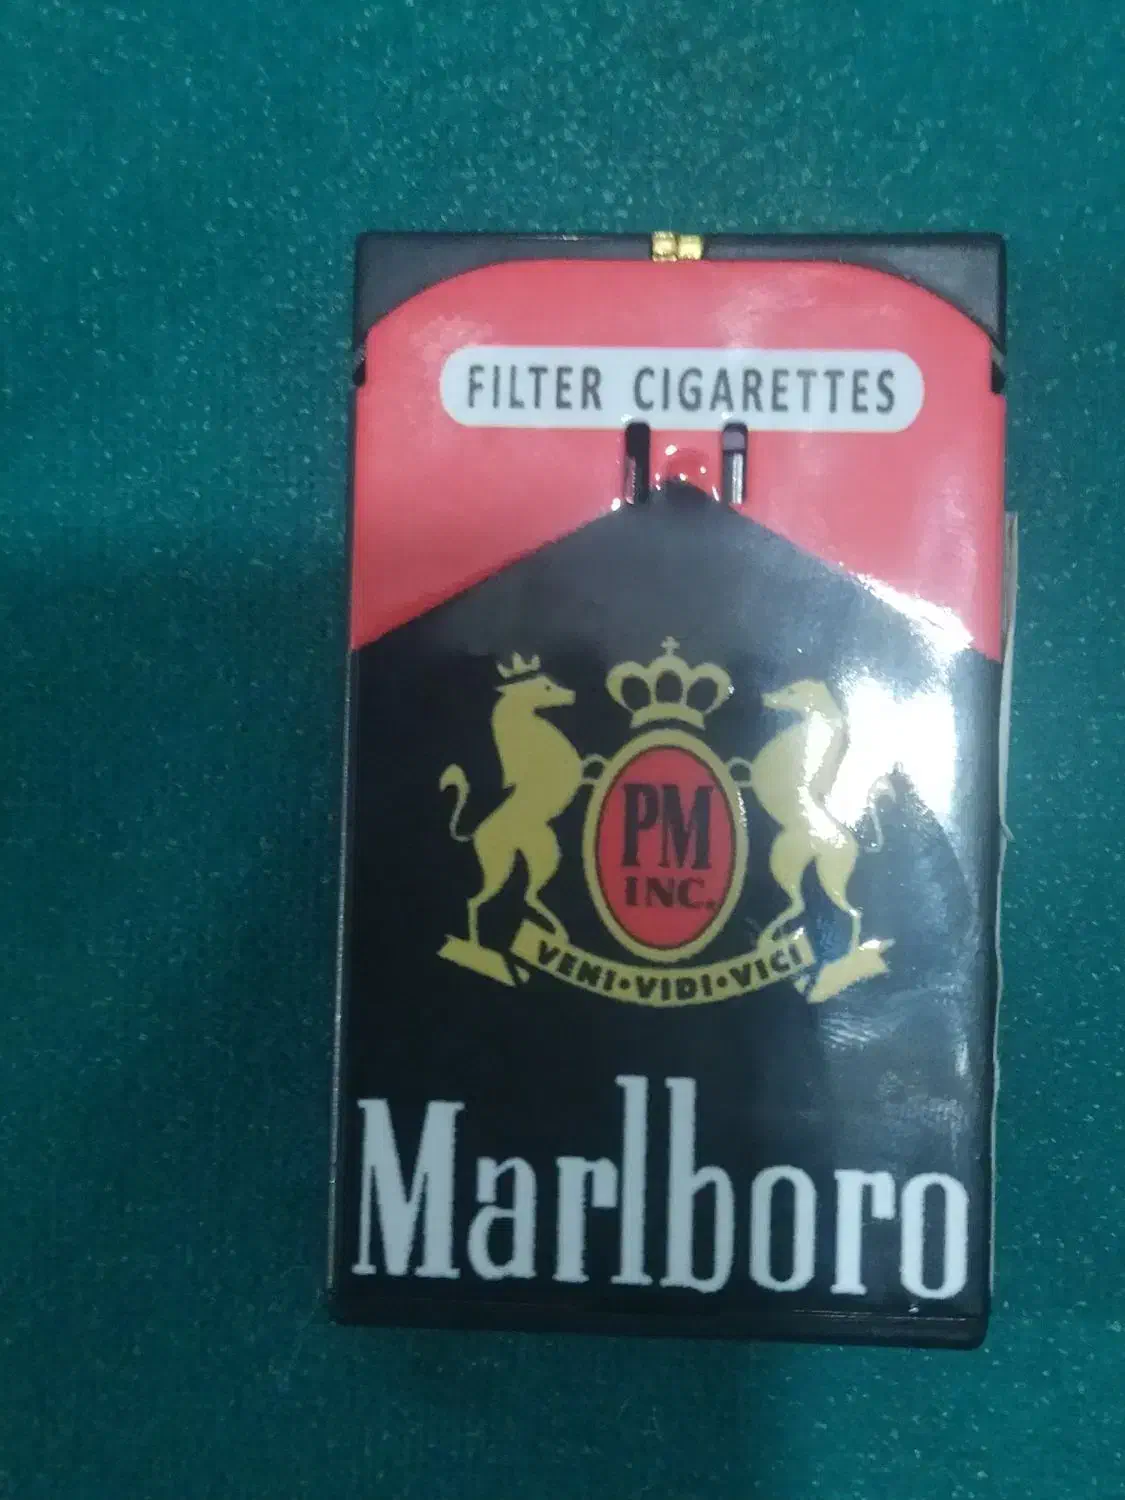 FILTER CIGARETTES
PM
INC.
VENI•VIDI•VICI
Marlboro